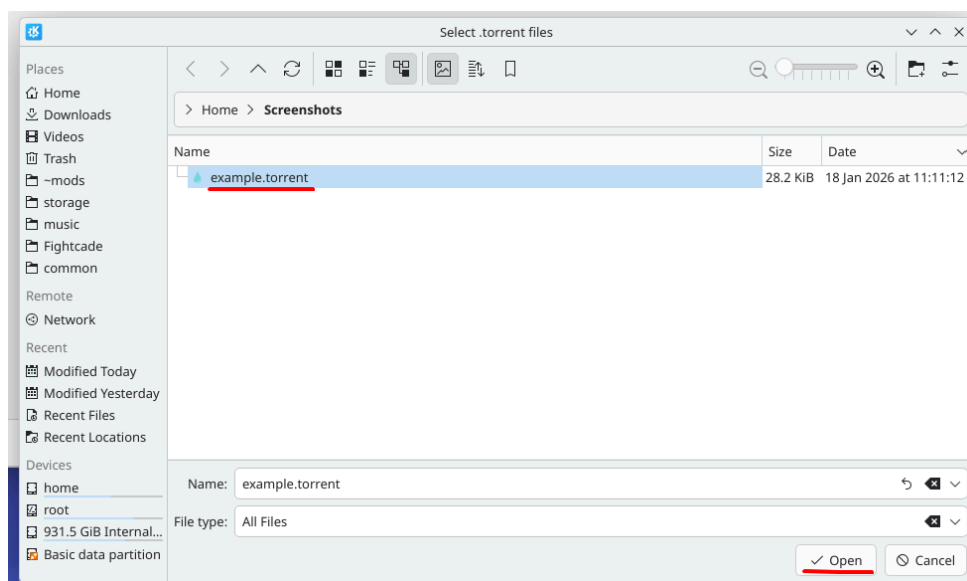 Select .torrent files
Places
Home
Downloads
Videos
Trash
~mods
storage
music
Fightcade
common
Remote
Network
Recent
Modified Today
Modified Yesterday
Recent Files
Recent Locations
Devices
home
root
931.5 GiB Internal...
Basic data partition
> Home > Screenshots
Name Size Date
example.torrent 28.2 KiB 18 Jan 2026 at 11:11:12
Name: example.torrent
File type: All Files
Open Cancel